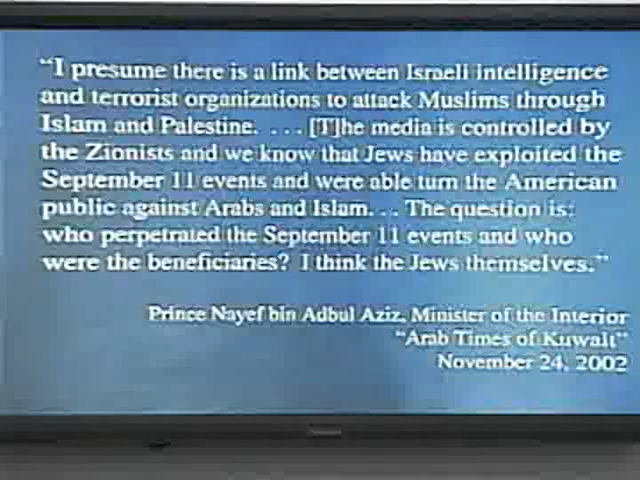 "I presume there is a link between Israeli intelligence
and terrorist organizations to attack Muslims through
Islam and Palestine. . . . [T]he media is controlled by
the Zionists and we know that Jews have exploited the
September 11 events and were able turn the American
public against Arabs and Islam. . . The question is:
who perpetrated the September 11 events and who
were the beneficiaries? I think the Jews themselves."
Prince Nayef bin Adbul Aziz, Minister of the Interior
"Arab Times of Kuwait"
November 24, 2002